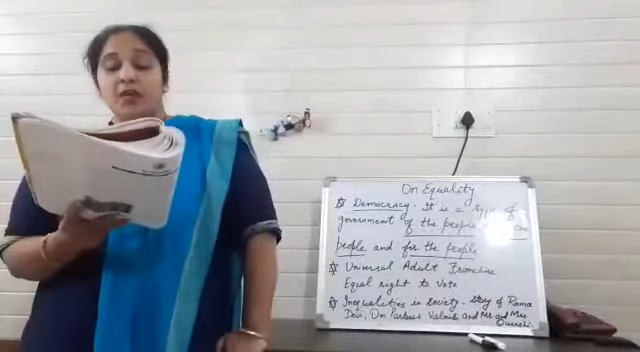 On Equality
* Democracy. It is a type of
government of the people
people and for the people
* Universal Adult Franchise
Equal right to vote
* Inequalities in Society - Story of Rama
Devi, Om Parkash Valmiki and Mr and Mrs